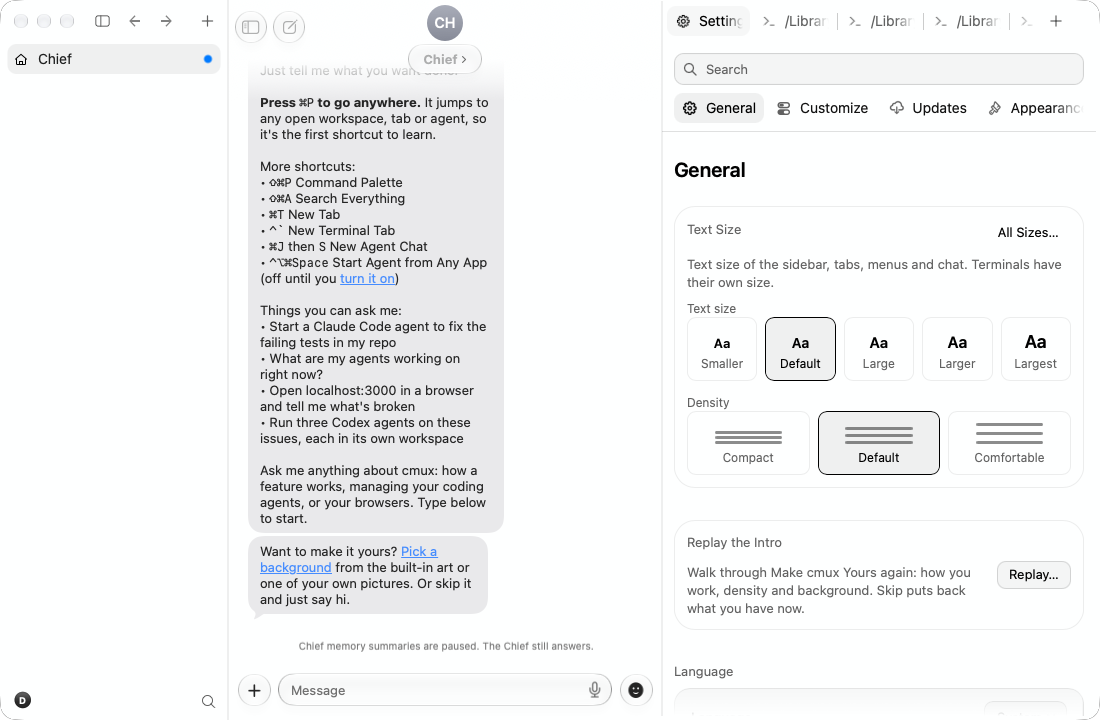 Chief
CH
Chief
Just tell me what you want done.
Press ⌘P to go anywhere. It jumps to
any open workspace, tab or agent, so
it's the first shortcut to learn.
More shortcuts:
• ⇧⌘P Command Palette
• ⇧⌘A Search Everything
• ⌘T New Tab
• ^` New Terminal Tab
• ⌘J then S New Agent Chat
• ^⌥⌘Space Start Agent from Any App
(off until you turn it on)
Things you can ask me:
• Start a Claude Code agent to fix the
failing tests in my repo
• What are my agents working on
right now?
• Open localhost:3000 in a browser
and tell me what's broken
• Run three Codex agents on these
issues, each in its own workspace
Ask me anything about cmux: how a
feature works, managing your coding
agents, or your browsers. Type below
to start.
Want to make it yours? Pick a
background from the built-in art or
one of your own pictures. Or skip it
and just say hi.
Chief memory summaries are paused. The Chief still answers.
Message
D
Setting
/Librar
/Librar
/Librar
Search
General
Customize
Updates
Appearanc
General
Text Size
All Sizes...
Text size of the sidebar, tabs, menus and chat. Terminals have
their own size.
Text size
Aa Aa Aa Aa Aa
Smaller Default Large Larger Largest
Density
Compact Default Comfortable
Replay the Intro
Walk through Make cmux Yours again: how you
work, density and background. Skip puts back
what you have now.
Replay...
Language